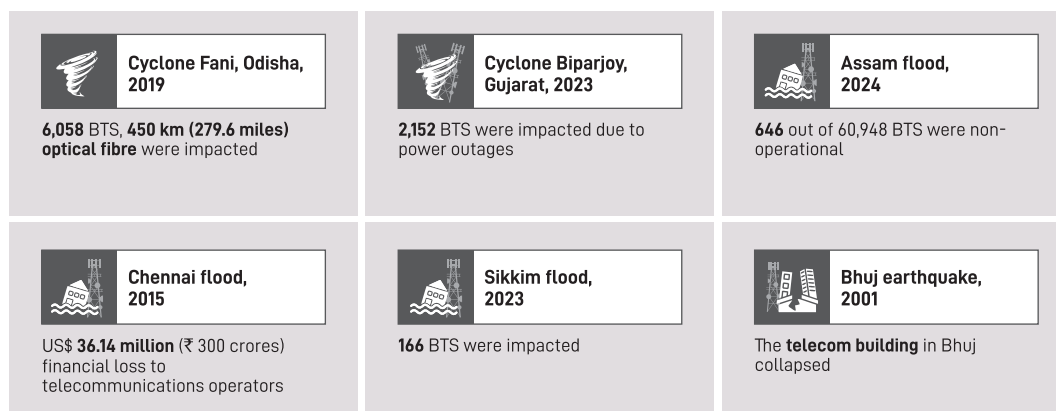 Cyclone Fani, Odisha,
2019
6,058 BTS, 450 km (279.6 miles)
optical fibre were impacted
Cyclone Biparjoy,
Gujarat, 2023
2,152 BTS were impacted due to
power outages
Assam flood,
2024
646 out of 60,948 BTS were non-
operational
Chennai flood,
2015
US$ 36.14 million (₹ 300 crores)
financial loss to
telecommunications operators
Sikkim flood,
2023
166 BTS were impacted
Bhuj earthquake,
2001
The telecom building in Bhuj
collapsed